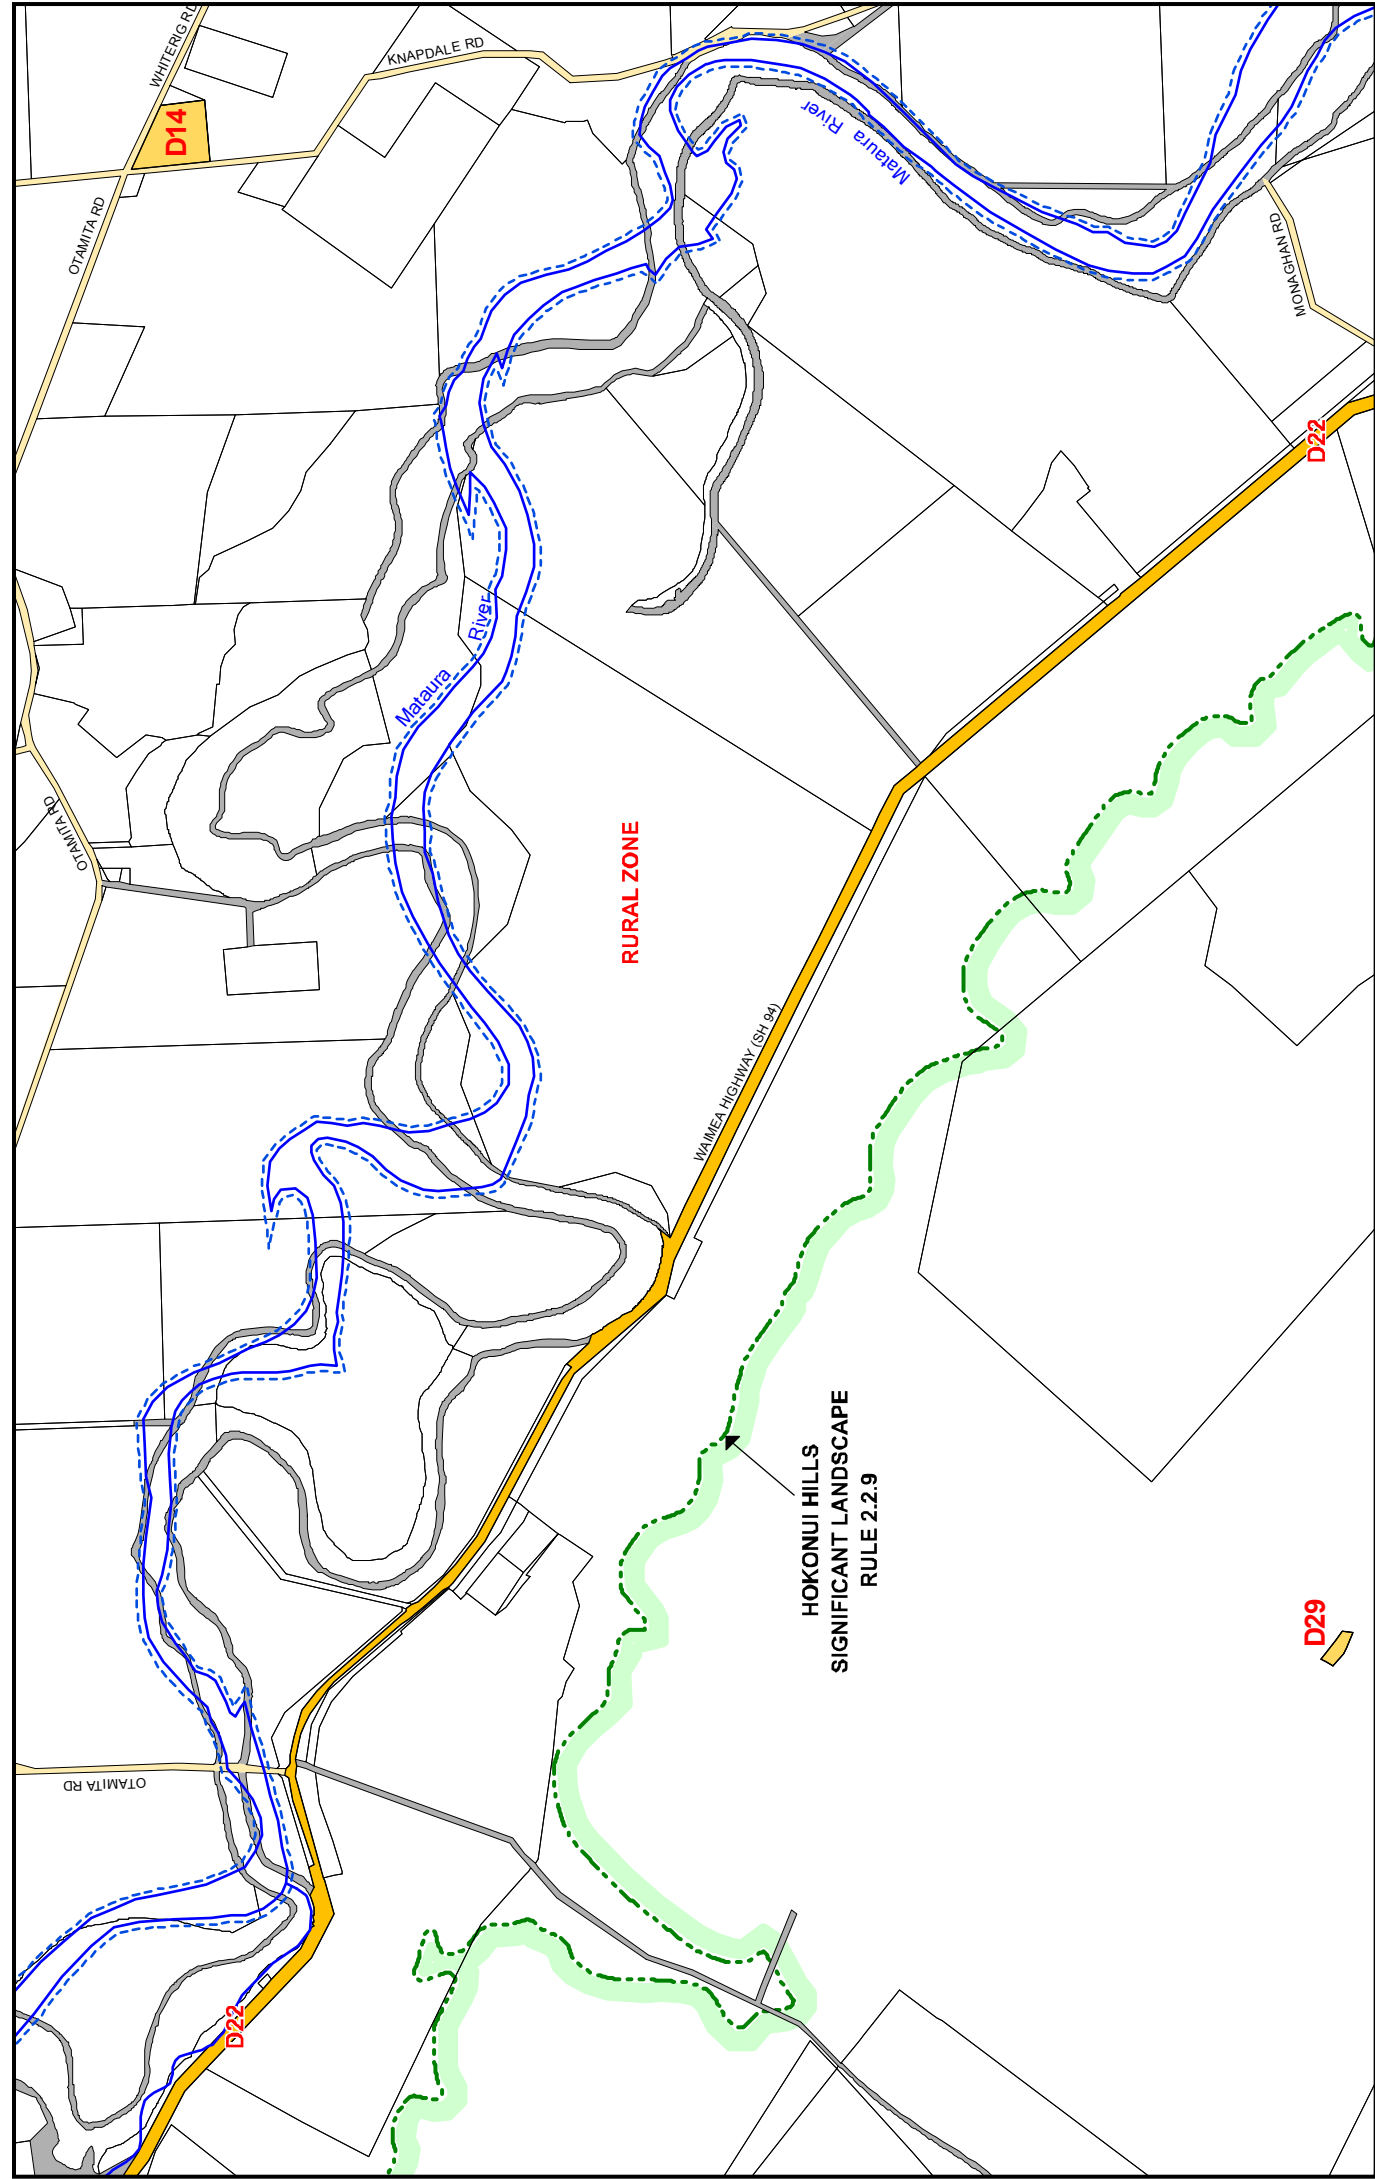 WHITERIG RD
KNAPDALE RD
D14
OTAMITA RD
Mataura River
MONAGHAN RD
D22
Mataura River
OTAMITA RD
RURAL ZONE
WAIMEA HIGHWAY (SH 94)
HOKONUI HILLS
SIGNIFICANT LANDSCAPE
RULE 2.2.9
D29
OTAMITA RD
D22